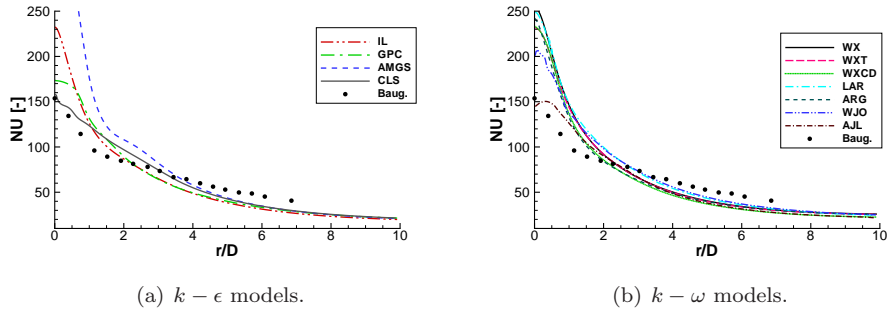 250
200
150
100
50
NU [-]
0
2
4
6
8
10
r/D
IL
GPC
AMGS
CLS
Baug.
(a) k − ϵ models.
250
200
150
100
50
NU [-]
0
2
4
6
8
10
r/D
WX
WXT
WXCD
LAR
ARG
WJO
AJL
Baug.
(b) k − ω models.